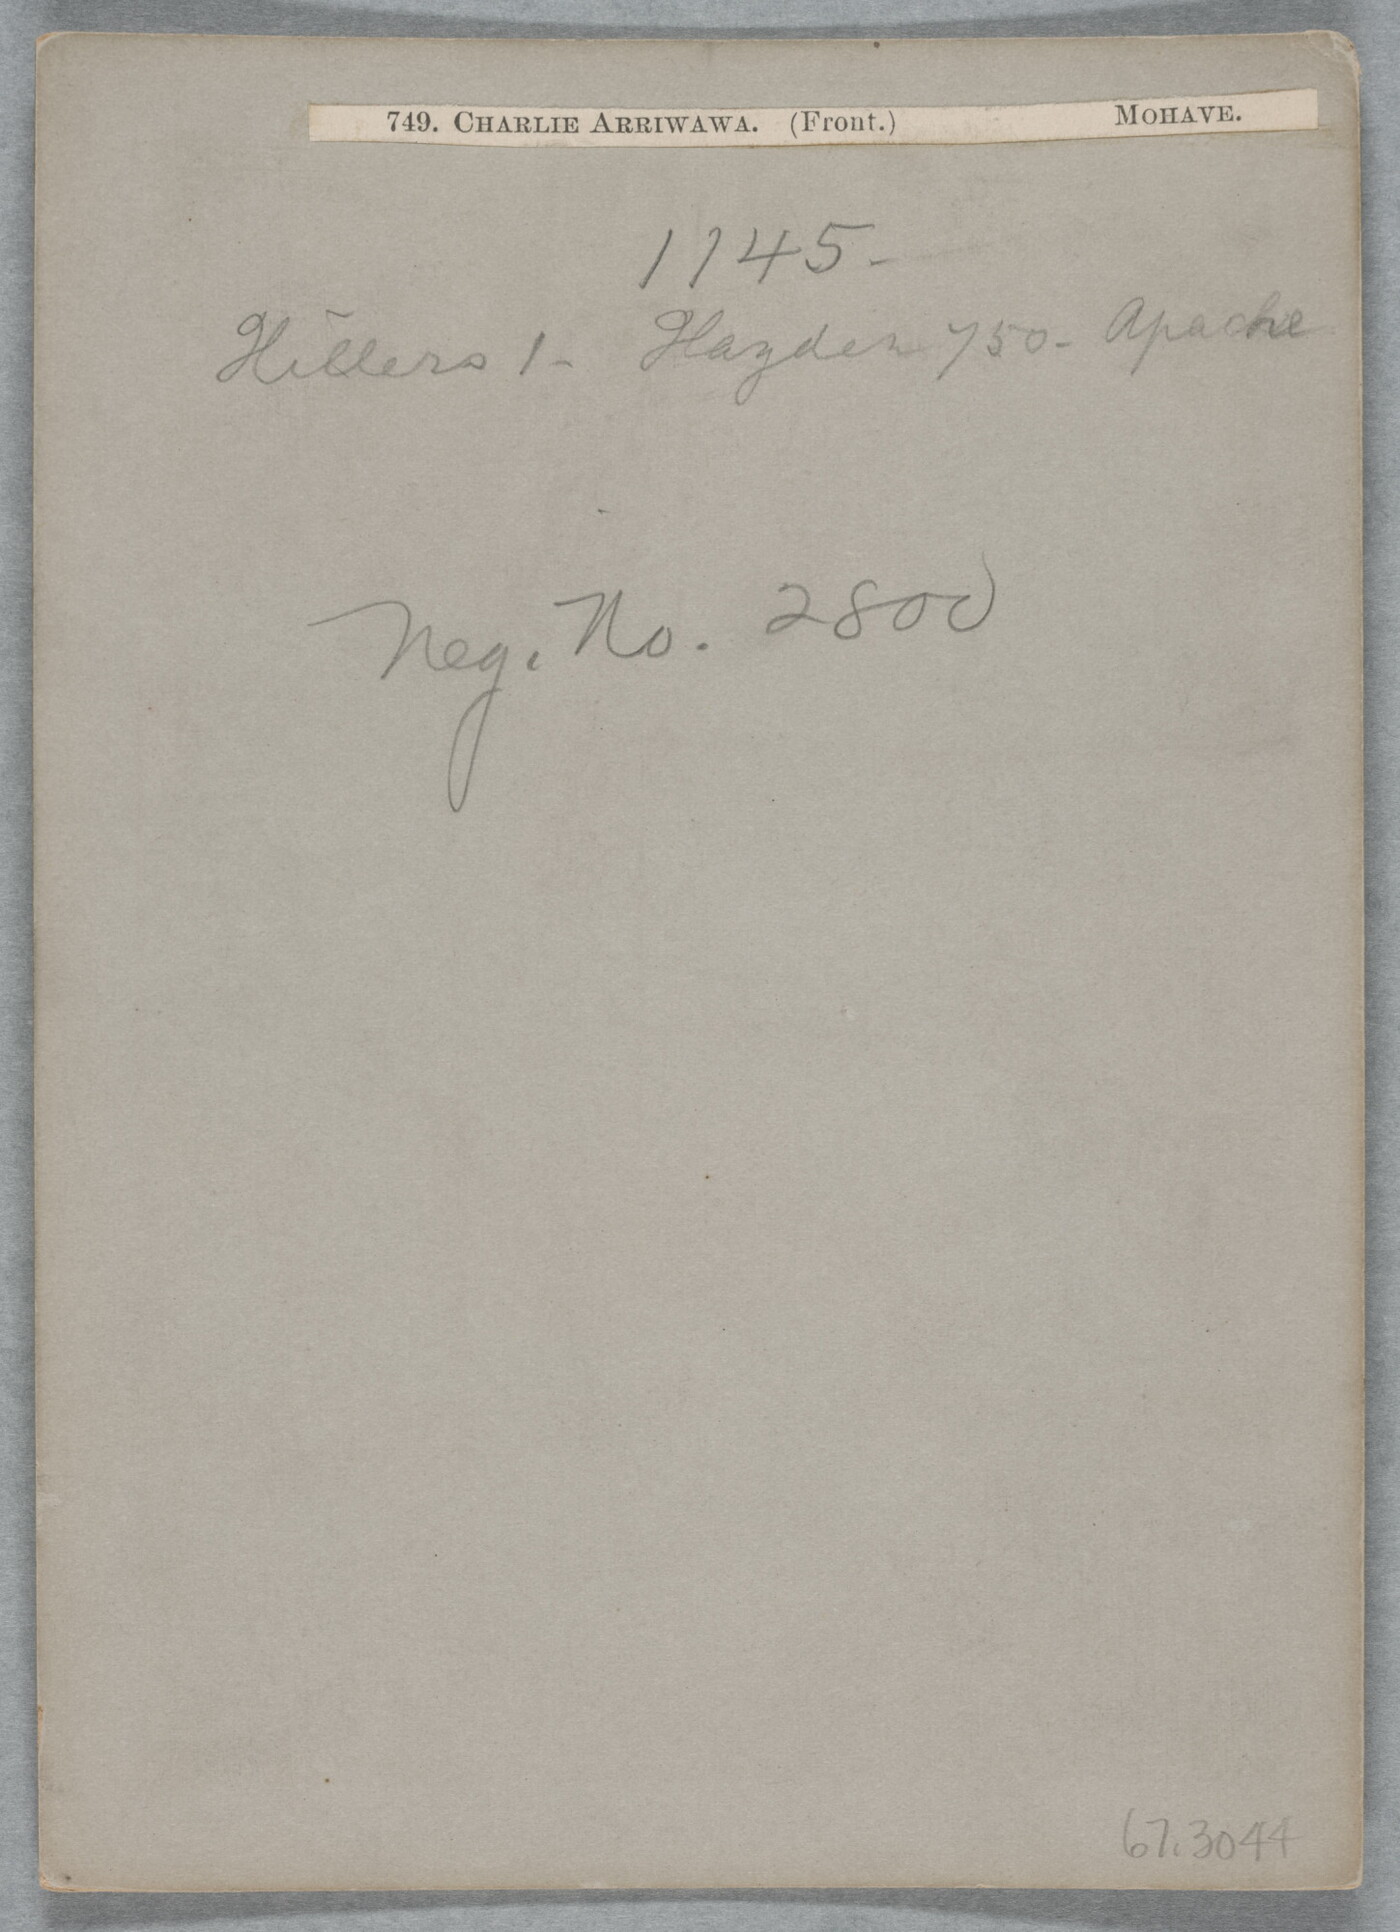 749. CHARLIE ARRIWAWA. (Front.) MOHAVE.
1145-
Hillers 1- Hayden 750- Apache
Neg. No. 2800
67.3044